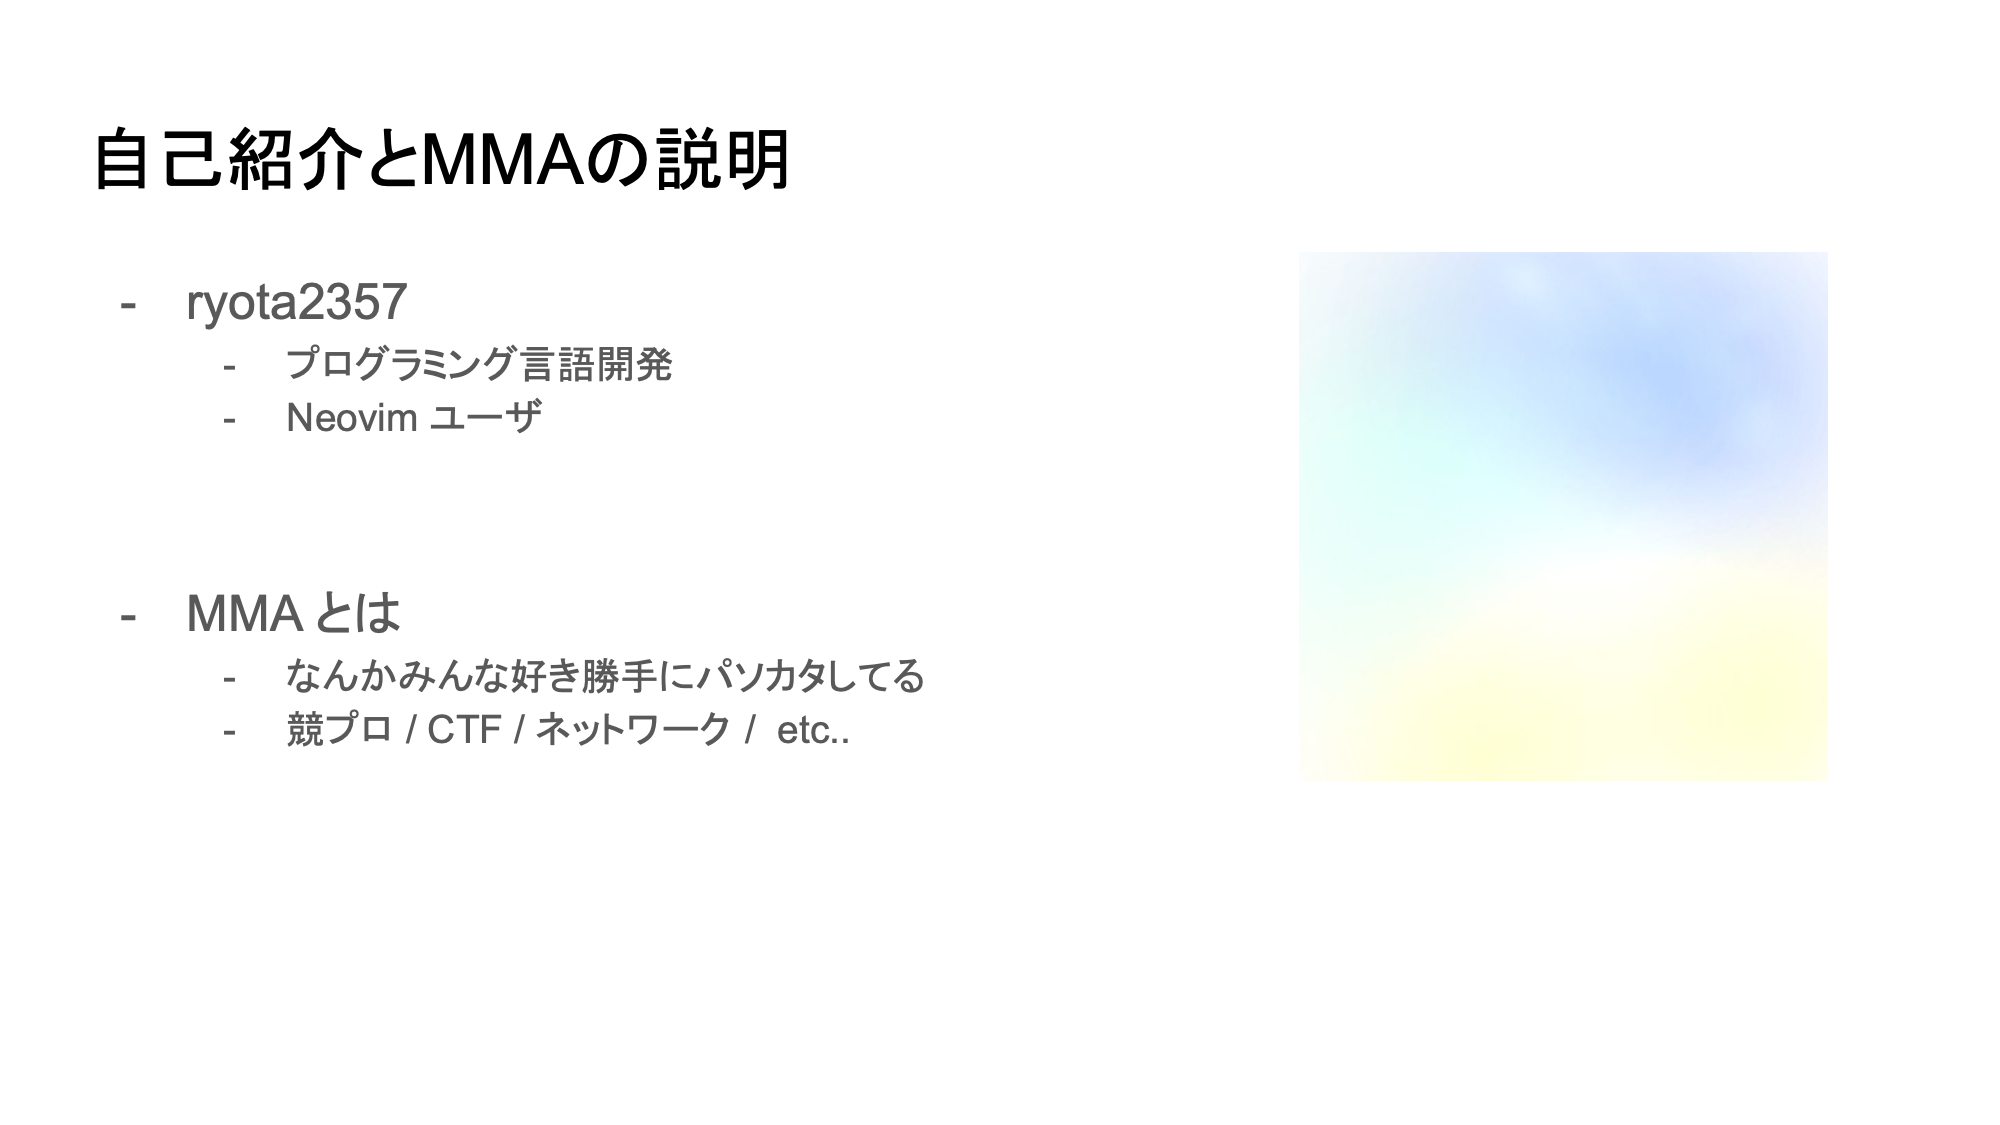 自己紹介とMMAの説明
- ryota2357
- プログラミング言語開発
- Neovim ユーザ
- MMA とは
- なんかみんな好き勝手にパソカタしてる
- 競プロ / CTF / ネットワーク / etc..